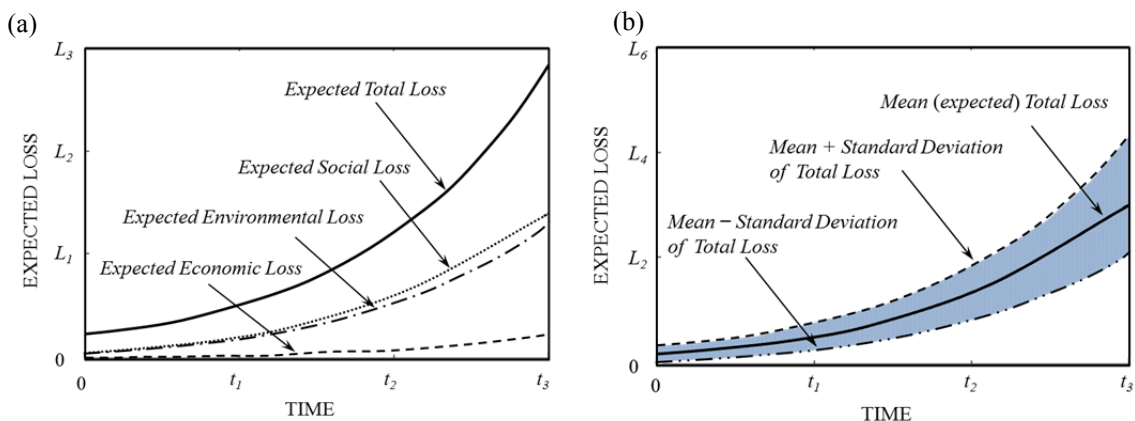 (a)
L3
L2
L1
0
EXPECTED LOSS
Expected Total Loss
Expected Social Loss
Expected Environmental Loss
Expected Economic Loss
0 t1 t2 t3
TIME
(b)
L6
L4
L2
0
EXPECTED LOSS
Mean (expected) Total Loss
Mean + Standard Deviation
of Total Loss
Mean − Standard Deviation
of Total Loss
0 t1 t2 t3
TIME